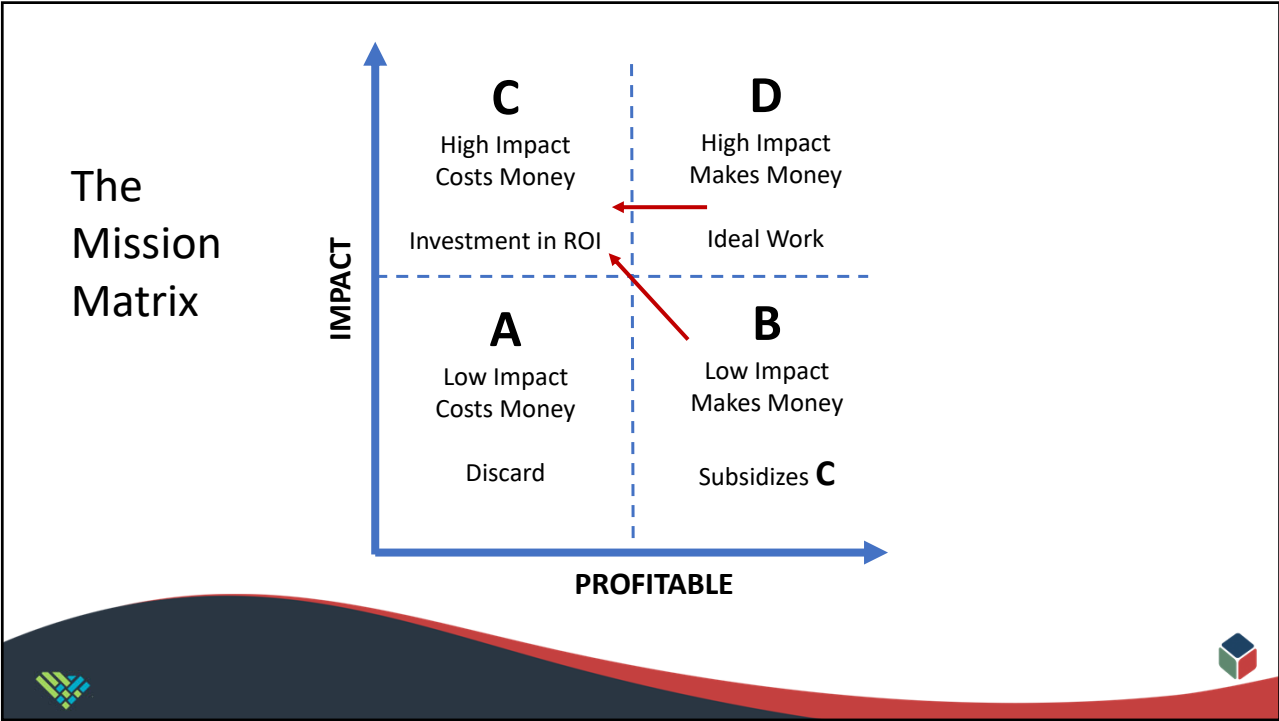 The
Mission
Matrix
IMPACT
C
High Impact
Costs Money
Investment in ROI
D
High Impact
Makes Money
Ideal Work
A
Low Impact
Costs Money
Discard
B
Low Impact
Makes Money
Subsidizes C
PROFITABLE